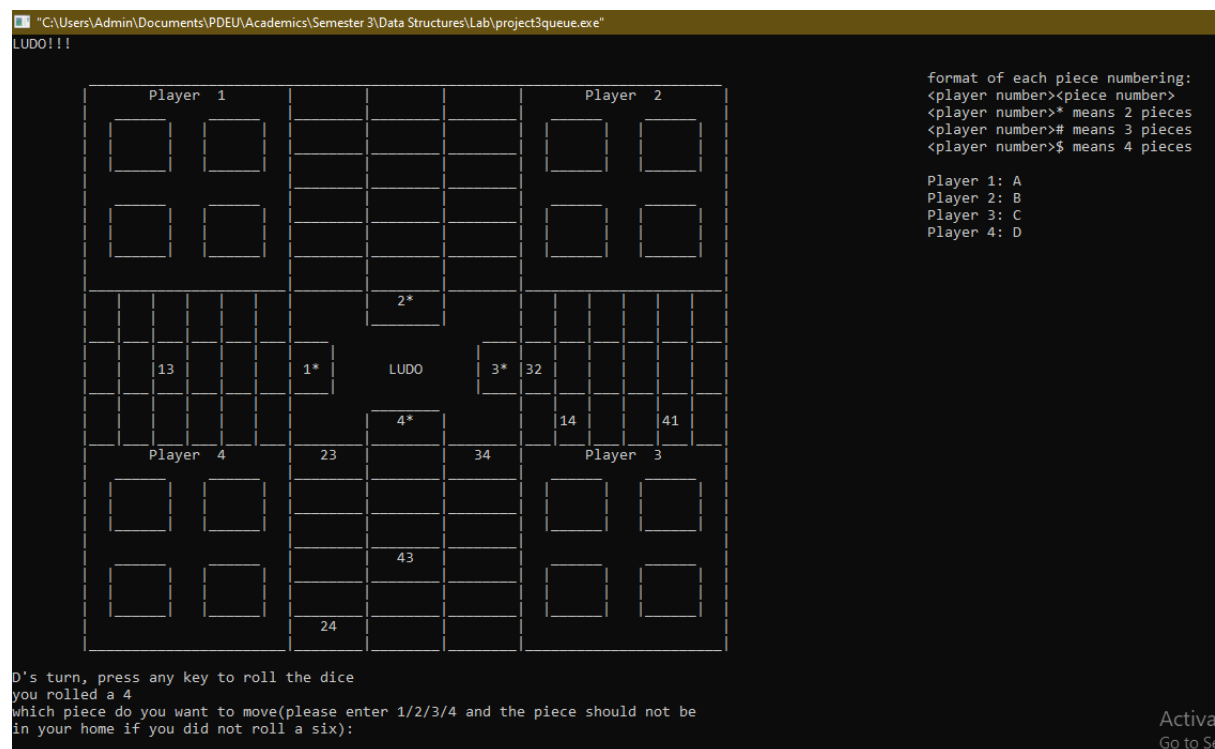 "C:\Users\Admin\Documents\PDEU\Academics\Semester 3\Data Structures\Lab\project3queue.exe"
LUDO!!!
format of each piece numbering:
Player 1 Player 2 <player number><piece number>
<player number>* means 2 pieces
<player number># means 3 pieces
<player number>$ means 4 pieces
Player 1: A
Player 2: B
Player 3: C
Player 4: D
2*
13 1* LUDO 3* 32
4* 14 41
Player 4 23 34 Player 3
43
24
D's turn, press any key to roll the dice
you rolled a 4
which piece do you want to move(please enter 1/2/3/4 and the piece should not be
in your home if you did not roll a six):